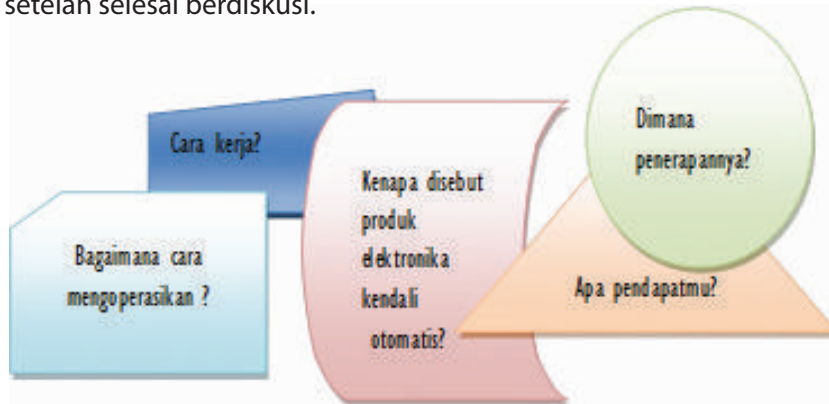 setelah selesai berdiskusi.
Cara kerja?
Bagaimana cara
mengoperasikan ?
Kenapa disebut
produk
elektronika
kendali
otomatis?
Dimana
penerapannya?
Apa pendapatmu?